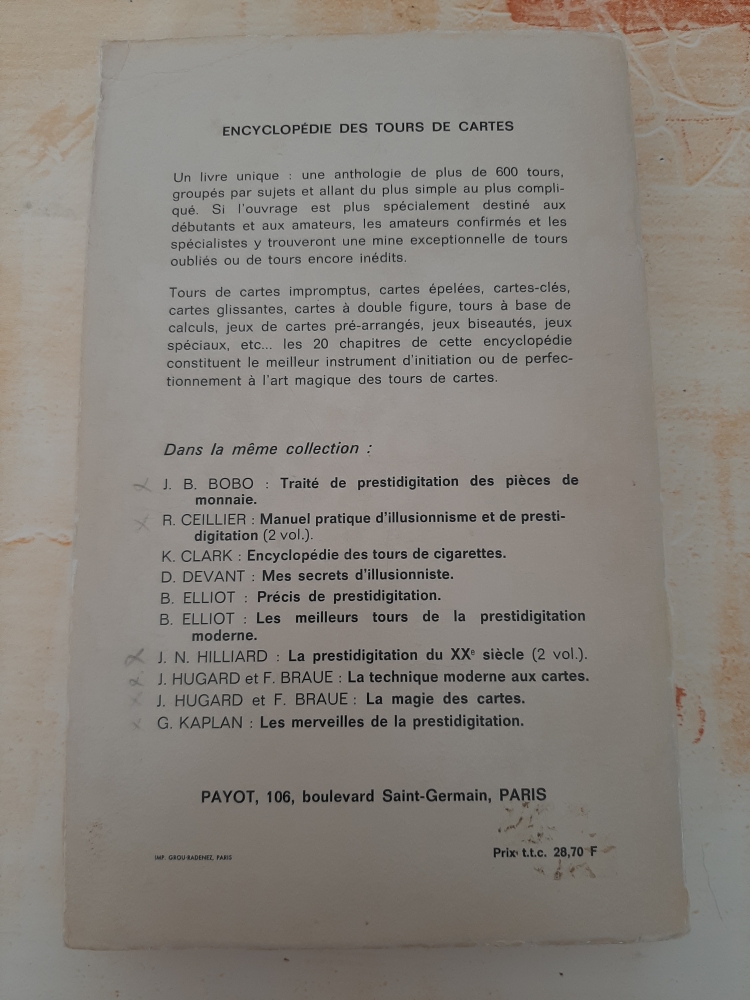 ENCYCLOPÉDIE DES TOURS DE CARTES
Un livre unique : une anthologie de plus de 600 tours,
groupés par sujets et allant du plus simple au plus compli-
qué. Si l'ouvrage est plus spécialement destiné aux
débutants et aux amateurs, les amateurs confirmés et les
spécialistes y trouveront une mine exceptionnelle de tours
oubliés ou de tours encore inédits.
Tours de cartes impromptus, cartes épelées, cartes-clés,
cartes glissantes, cartes à double figure, tours à base de
calculs, jeux de cartes pré-arrangés, jeux biseautés, jeux
spéciaux, etc... les 20 chapitres de cette encyclopédie
constituent le meilleur instrument d'initiation ou de perfec-
tionnement à l'art magique des tours de cartes.
Dans la même collection :
J. B. BOBO : Traité de prestidigitation des pièces de
monnaie.
R. CEILLIER : Manuel pratique d'illusionnisme et de presti-
digitation (2 vol.).
K. CLARK : Encyclopédie des tours de cigarettes.
D. DEVANT : Mes secrets d'illusionniste.
B. ELLIOT : Précis de prestidigitation.
B. ELLIOT : Les meilleurs tours de la prestidigitation
moderne.
J. N. HILLIARD : La prestidigitation du XXe siècle (2 vol.).
J. HUGARD et F. BRAUE : La technique moderne aux cartes.
J. HUGARD et F. BRAUE : La magie des cartes.
G. KAPLAN : Les merveilles de la prestidigitation.
PAYOT, 106, boulevard Saint-Germain, PARIS
IMP. GROU-RADENEZ, PARIS
Prix t.t.c. 28,70 F